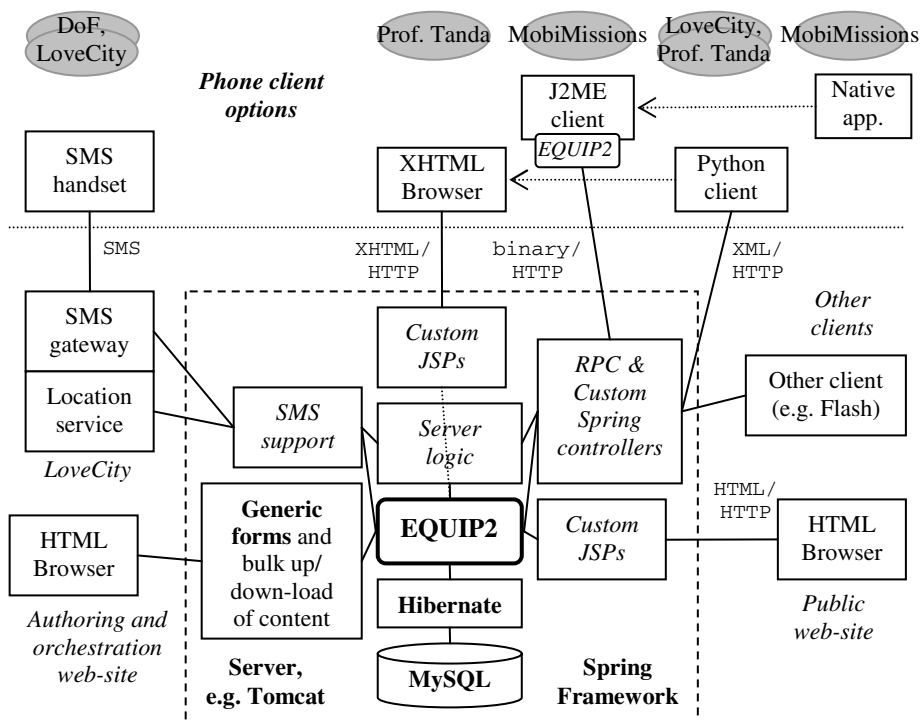 DoF,
LoveCity
Prof. Tanda
MobiMissions
LoveCity,
Prof. Tanda
MobiMissions
Phone client
options
J2ME
client
EQUIP2
Native
app.
SMS
handset
XHTML
Browser
Python
client
SMS
XHTML/
HTTP
binary/
HTTP
XML/
HTTP
SMS
gateway
Location
service
LoveCity
Custom
JSPs
SMS
support
Server
logic
RPC &
Custom
Spring
controllers
Other
clients
Other client
(e.g. Flash)
HTML
Browser
Authoring and
orchestration
web-site
Generic
forms and
bulk up/
down-load
of content
EQUIP2
Custom
JSPs
HTML/
HTTP
HTML
Browser
Public
web-site
Hibernate
MySQL
Server,
e.g. Tomcat
Spring
Framework